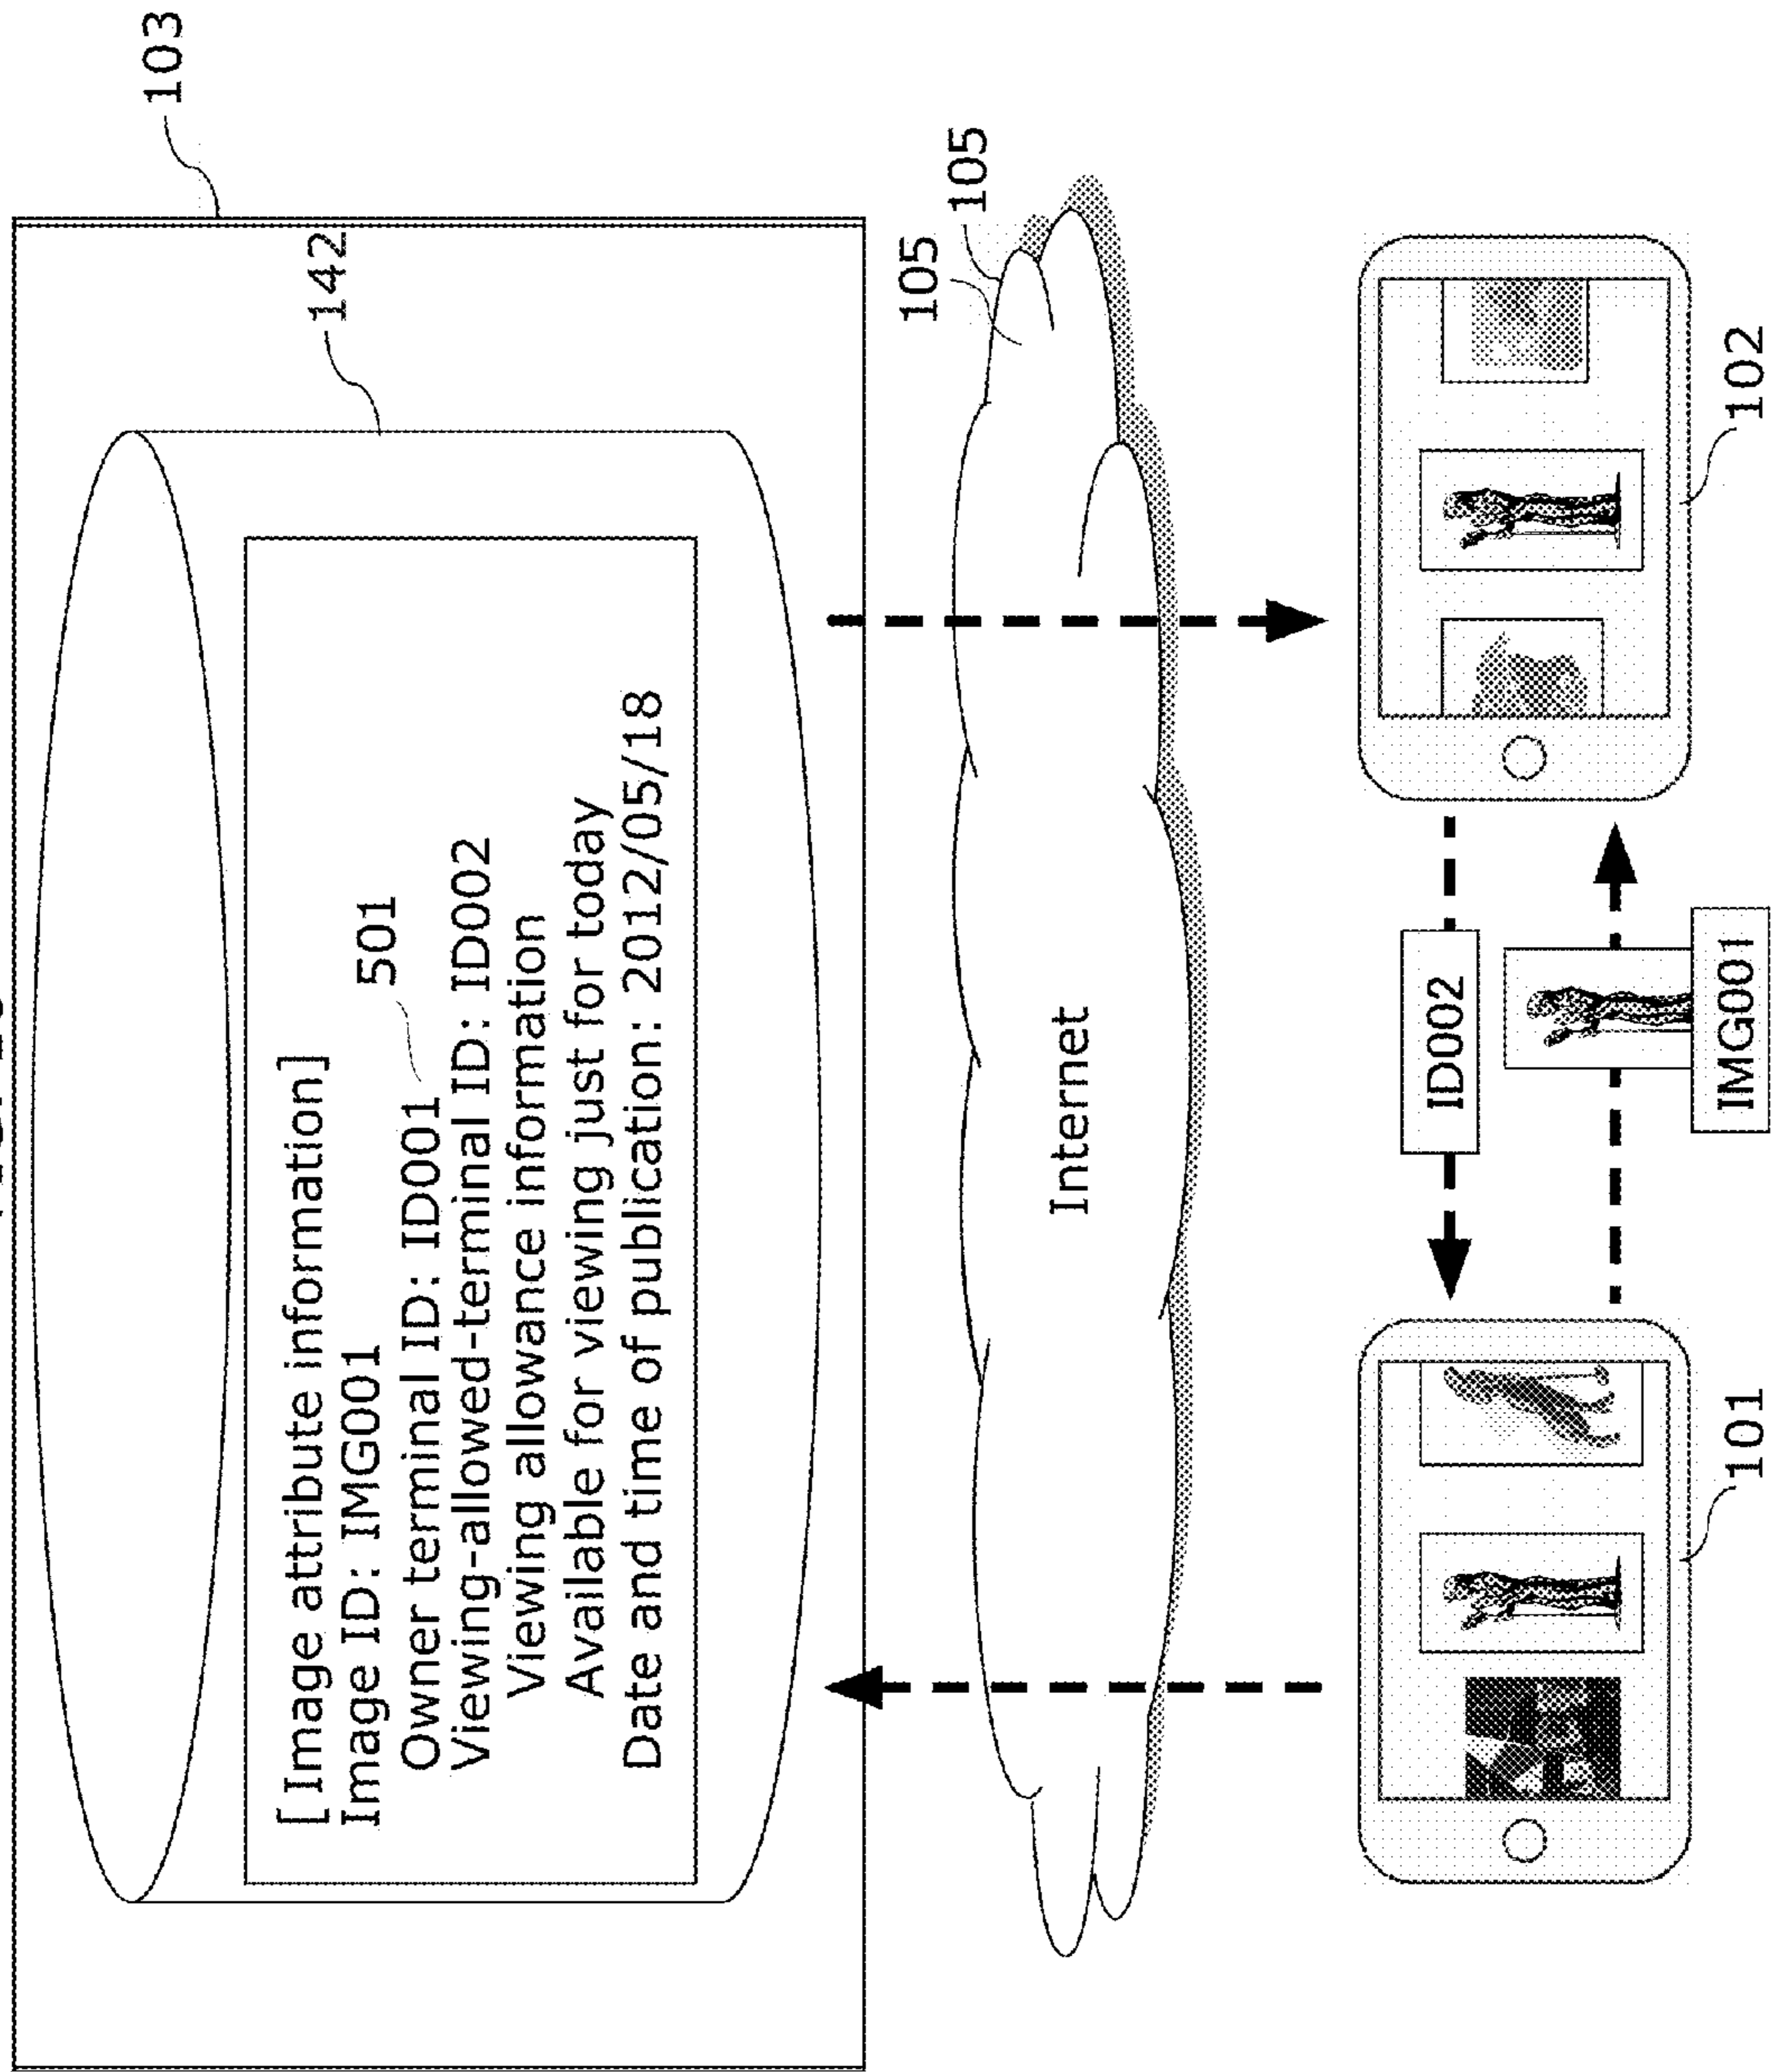 103
142
[Image attribute information]
Image ID: IMG001
501
Owner terminal ID: ID001
Viewing-allowed-terminal ID: ID002
Viewing allowance information
Available for viewing just for today
Date and time of publication: 2012/05/18
105
105
Internet
ID002
IMG001
101
102